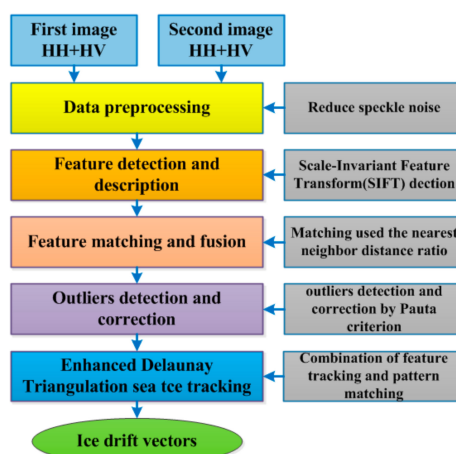 First image
HH+HV
Second image
HH+HV
Data preprocessing
Reduce speckle noise
Feature detection and
description
Scale-Invariant Feature
Transform(SIFT) dection
Feature matching and fusion
Matching used the nearest
neighbor distance ratio
Outliers detection and
correction
outliers detection and
correction by Pauta
criterion
Enhanced Delaunay
Triangulation sea tce tracking
Combination of feature
tracking and pattern
matching
Ice drift vectors